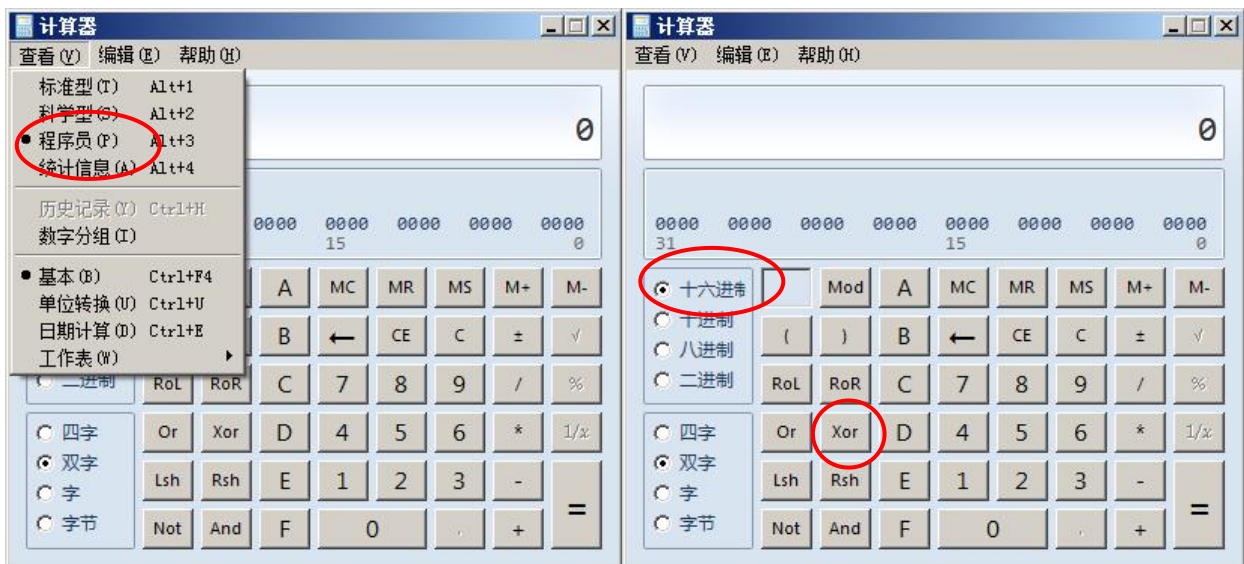 计算器
查看(V) 编辑(E) 帮助(H)
标准型(T) Alt+1
科学型(S) Alt+2
程序员(P) Alt+3
统计信息(A) Alt+4
历史记录(Y) Ctrl+H
数字分组(I)
基本(B) Ctrl+F4
单位转换(U) Ctrl+U
日期计算(D) Ctrl+E
工作表(W)
0
0000 0000 0000 0000 0000
15 0
A MC MR MS M+ M-
B ← CE C ± √
二进制 RoL RoR C 7 8 9 / %
四字 Or Xor D 4 5 6 * 1/x
双字
字 Lsh Rsh E 1 2 3 - =
字节 Not And F 0 . +
计算器
查看(V) 编辑(E) 帮助(H)
0
0000 0000 0000 0000 0000 0000 0000 0000
31 15 0
十六进制 Mod A MC MR MS M+ M-
十进制
八进制 ( ) B ← CE C ± √
二进制 RoL RoR C 7 8 9 / %
四字 Or Xor D 4 5 6 * 1/x
双字
字 Lsh Rsh E 1 2 3 - =
字节 Not And F 0 . +